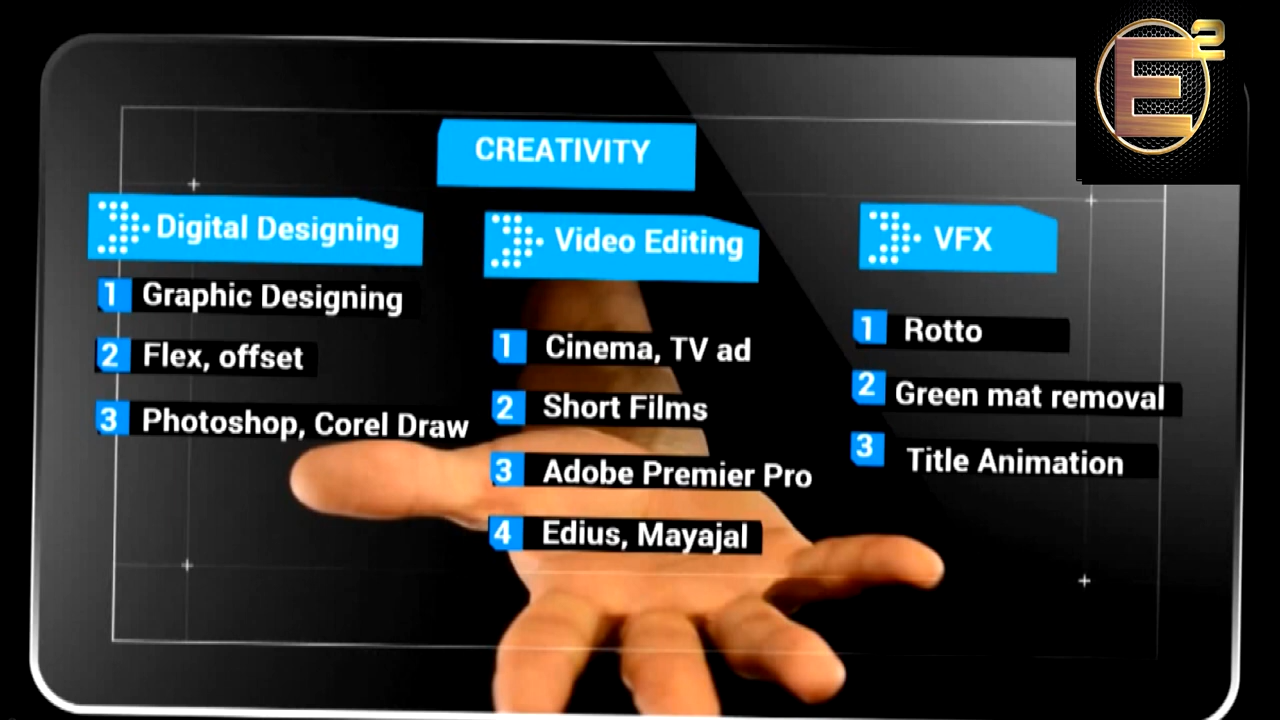 E2
CREATIVITY
Digital Designing
1 Graphic Designing
2 Flex, offset
3 Photoshop, Corel Draw
Video Editing
1 Cinema, TV ad
2 Short Films
3 Adobe Premier Pro
4 Edius, Mayajal
VFX
1 Rotto
2 Green mat removal
3 Title Animation